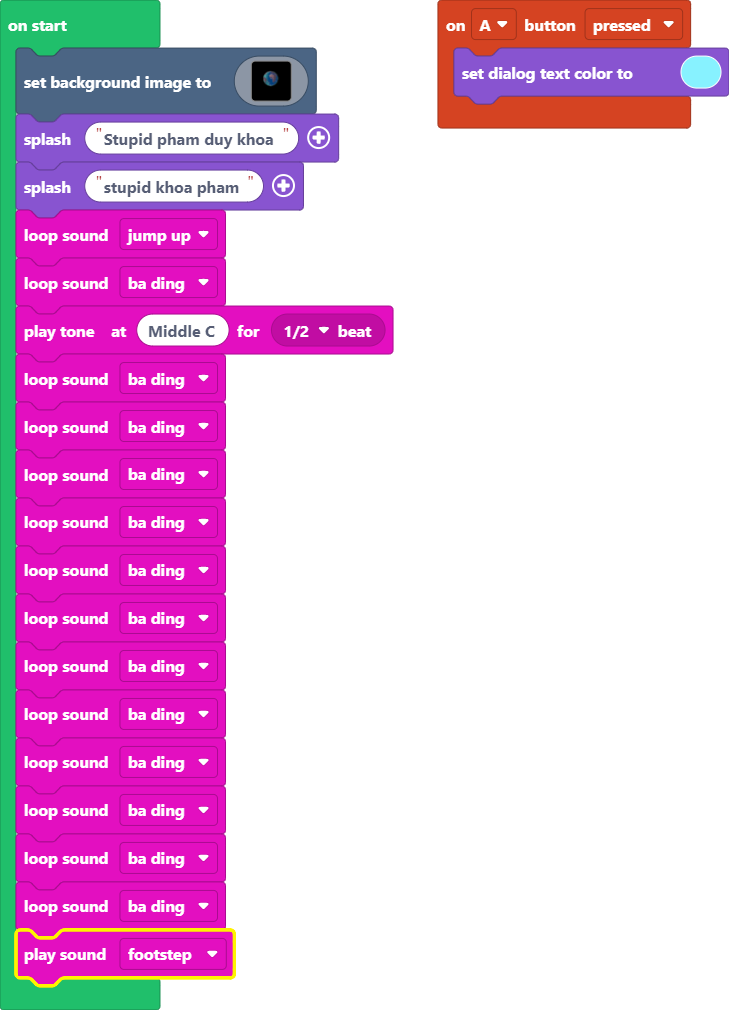 on start
set background image to
splash "Stupid pham duy khoa "
splash "stupid khoa pham "
loop sound jump up
loop sound ba ding
play tone at Middle C for 1/2 beat
loop sound ba ding
loop sound ba ding
loop sound ba ding
loop sound ba ding
loop sound ba ding
loop sound ba ding
loop sound ba ding
loop sound ba ding
loop sound ba ding
loop sound ba ding
loop sound ba ding
loop sound ba ding
play sound footstep
on A button pressed
set dialog text color to